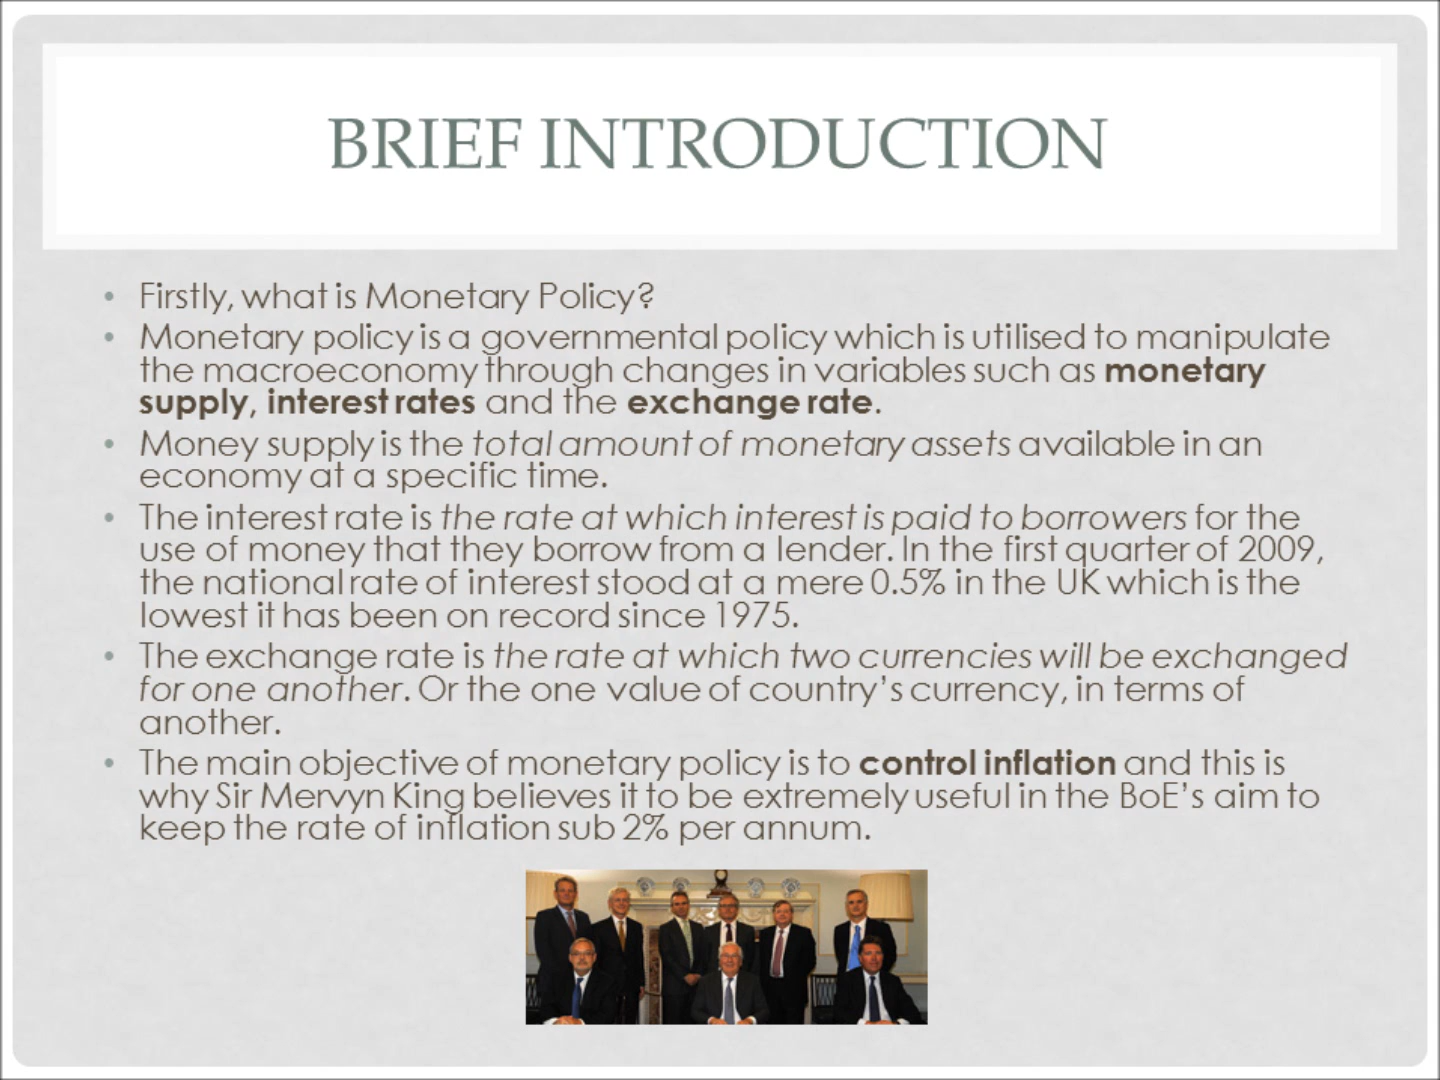 BRIEF INTRODUCTION
• Firstly, what is Monetary Policy?
• Monetary policy is a governmental policy which is utilised to manipulate
the macroeconomy through changes in variables such as monetary
supply, interest rates and the exchange rate.
• Money supply is the total amount of monetary assets available in an
economy at a specific time.
• The interest rate is the rate at which interest is paid to borrowers for the
use of money that they borrow from a lender. In the first quarter of 2009,
the national rate of interest stood at a mere 0.5% in the UK which is the
lowest it has been on record since 1975.
• The exchange rate is the rate at which two currencies will be exchanged
for one another. Or the one value of country’s currency, in terms of
another.
• The main objective of monetary policy is to control inflation and this is
why Sir Mervyn King believes it to be extremely useful in the BoE’s aim to
keep the rate of inflation sub 2% per annum.